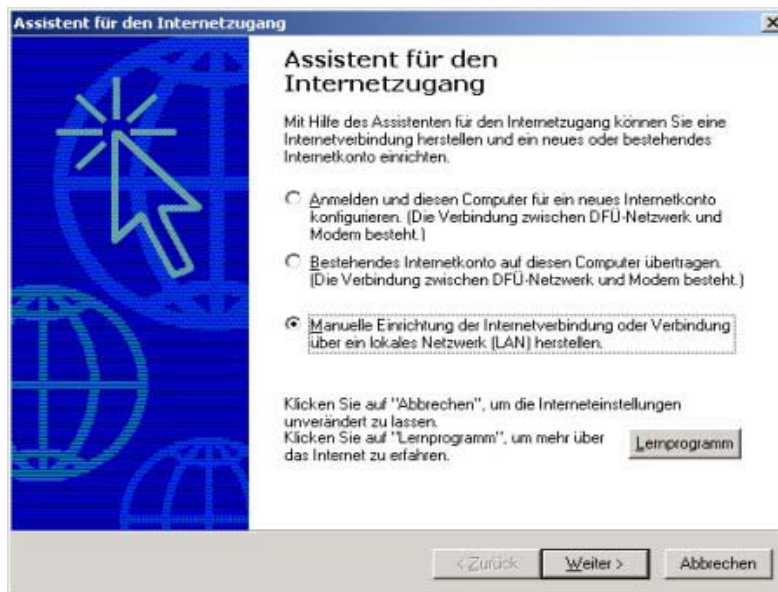 Assistent für den Internetzugang
Assistent für den
Internetzugang
Mit Hilfe des Assistenten für den Internetzugang können Sie eine
Internetverbindung herstellen und ein neues oder bestehendes
Internetkonto einrichten.
Anmelden und diesen Computer für ein neues Internetkonto
konfigurieren. (Die Verbindung zwischen DFÜ-Netzwerk und
Modem besteht.)
Bestehendes Internetkonto auf diesen Computer übertragen.
(Die Verbindung zwischen DFÜ-Netzwerk und Modem besteht.)
Manuelle Einrichtung der Internetverbindung oder Verbindung
über ein lokales Netzwerk (LAN) herstellen.
Klicken Sie auf "Abbrechen", um die Interneteinstellungen
unverändert zu lassen.
Klicken Sie auf "Lernprogramm", um mehr über
das Internet zu erfahren.
Lernprogramm
< Zurück
Weiter >
Abbrechen